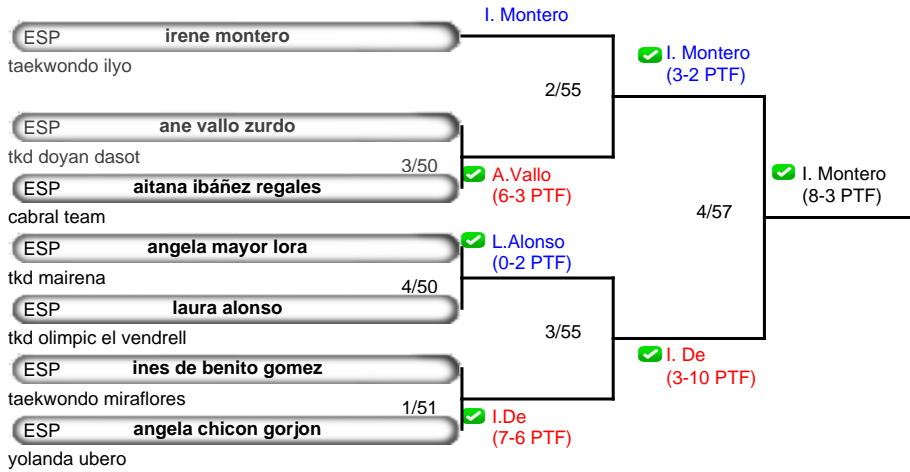 I. Montero
ESP irene montero
taekwondo ilyo
I. Montero
(3-2 PTF)
2/55
ESP ane vallo zurdo
tkd doyan dasot
3/50
A.Vallo
(6-3 PTF)
ESP aitana ibáñez regales
cabral team
I. Montero
(8-3 PTF)
4/57
ESP angela mayor lora
tkd mairena
L.Alonso
(0-2 PTF)
4/50
ESP laura alonso
tkd olimpic el vendrell
3/55
I. De
(3-10 PTF)
ESP ines de benito gomez
taekwondo miraflores
1/51
I.De
(7-6 PTF)
ESP angela chicon gorjon
yolanda ubero